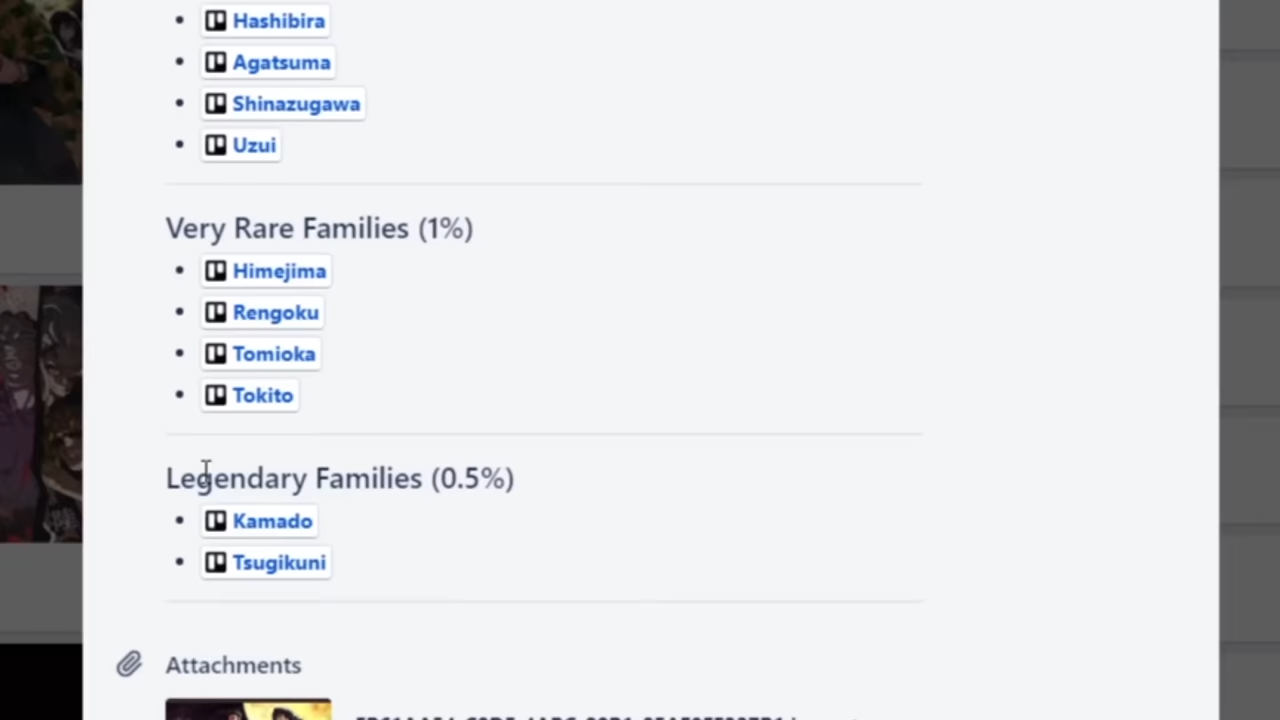 Hashibira
Agatsuma
Shinazugawa
Uzui
Very Rare Families (1%)
Himejima
Rengoku
Tomioka
Tokito
Legendary Families (0.5%)
Kamado
Tsugikuni
Attachments